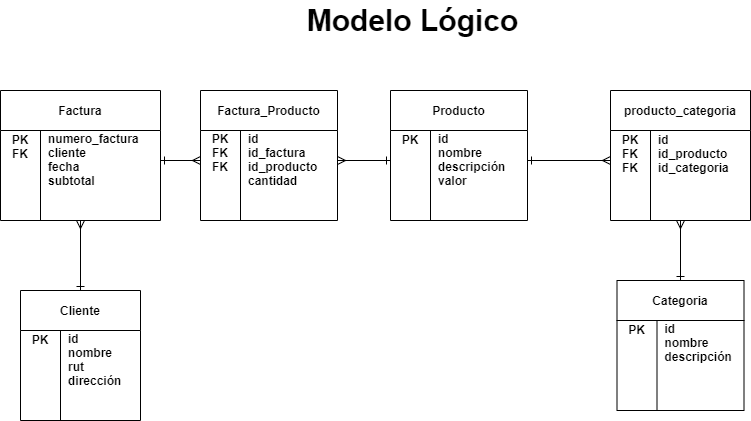 Modelo Lógico
Factura
PK numero_factura
FK cliente
fecha
subtotal
Factura_Producto
PK id
FK id_factura
FK id_producto
cantidad
Producto
PK id
nombre
descripción
valor
producto_categoria
PK id
FK id_producto
FK id_categoria
Cliente
PK id
nombre
rut
dirección
Categoria
PK id
nombre
descripción